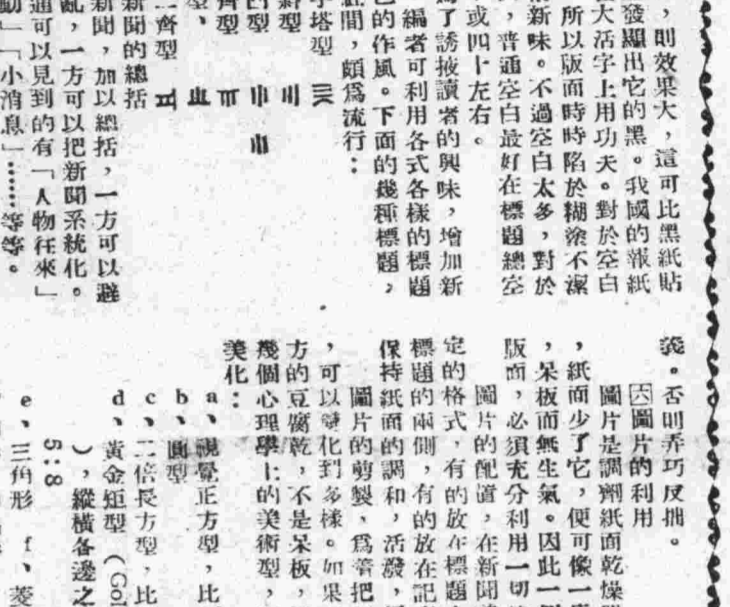 ，則效果大，這可比黑紙貼
發顯出它的黑。我國的報紙
大活字上用功夫。對於空白
所以版面時時陷於糊塗不潔
新味。不過空白太多，對於
，普通空白最好在標題總空
或四十左右。
了誘掖讀者的興味，增加新
編者可利用各式各樣的標題
的作風。下面的幾種標題，
間，頗爲流行：
字塔型
斜型
凹型
齊型
型、
二齊型
新聞的總括
新聞，加以總括，一方可以避
亂，一方可以把新聞系統化。
通可以見到的有「人物往來」
動」「小消息」………等等。
義。否則弄巧反拙。
六圖片的利用
圖片是調劑紙面乾燥
，紙面少了它，便可像一
，呆板而無生氣。因此一
版面，必須充分利用一切
圖片的配置，在新聞
定的格式，有的放在標題
標題的兩側，有的放在記
保持紙面的調和，活潑，
圖片的剪製，爲善把
，可以變化到多樣。如果
方的豆腐乾，不是呆板，
幾個心理學上的美術型，
美化：
a、視覺正方型，比
b、圓型
c、二倍長方型，比
d、黃金矩型（Gol
），縱橫各邊之
5:8
e、三角形 f、菱